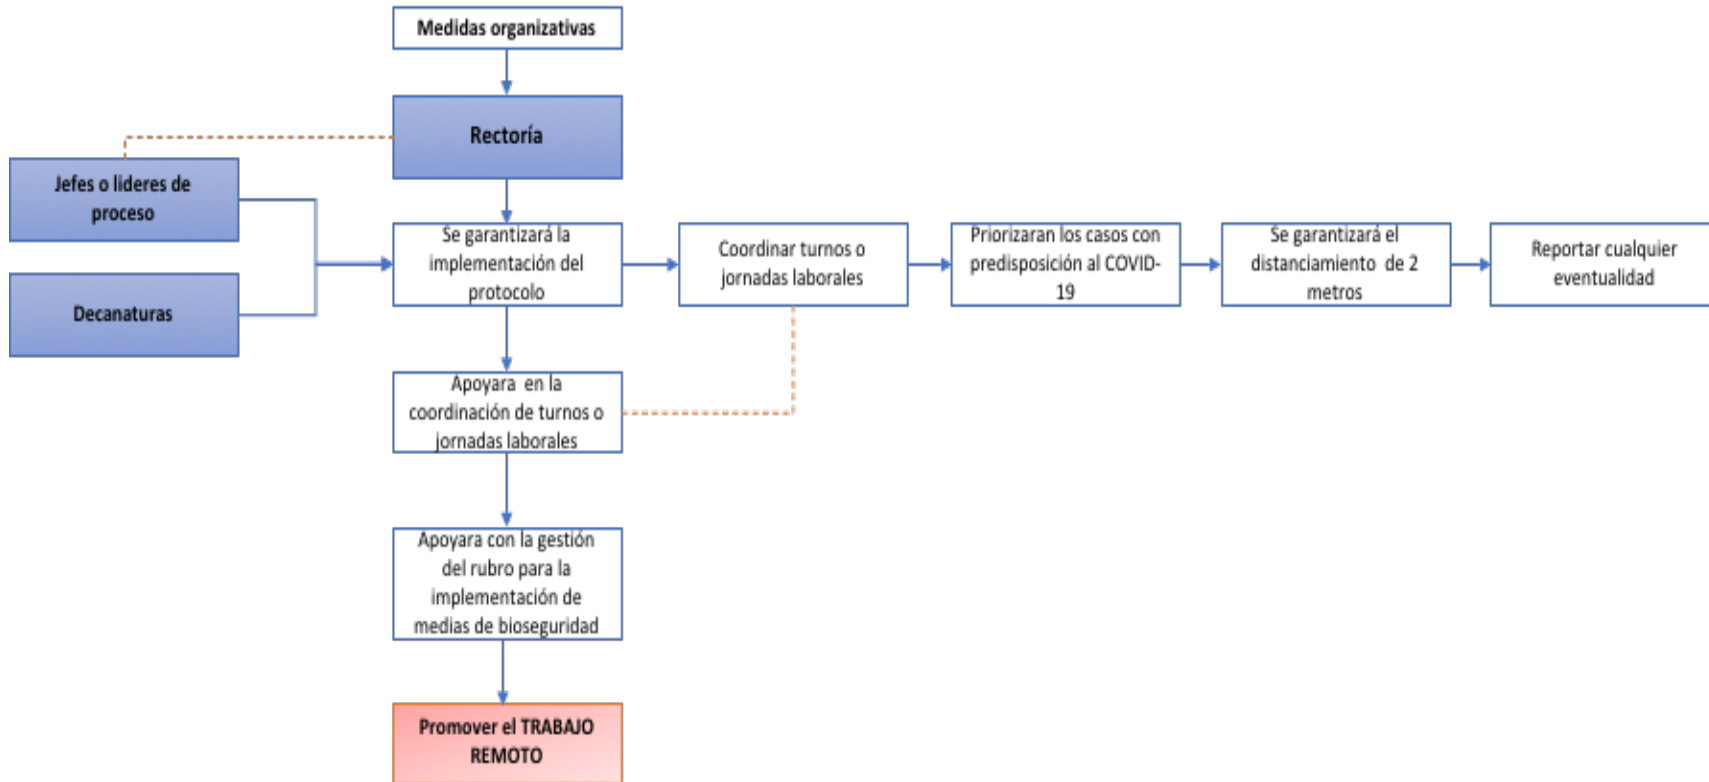 Medidas organizativas
Rectoría
Jefes o lideres de
proceso
Decanaturas
Se garantizará la
implementación del
protocolo
Coordinar turnos o
jornadas laborales
Priorizaran los casos con
predisposición al COVID-
19
Se garantizará el
distanciamiento de 2
metros
Reportar cualquier
eventualidad
Apoyara en la
coordinación de turnos o
jornadas laborales
Apoyara con la gestión
del rubro para la
implementación de
medias de bioseguridad
Promover el TRABAJO
REMOTO